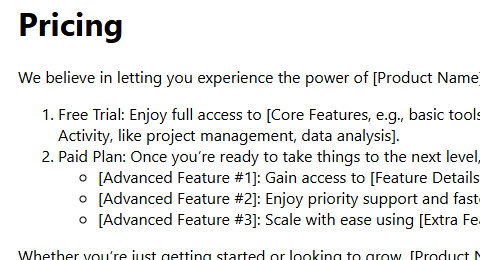 Pricing
We believe in letting you experience the power of [Product Name]
1. Free Trial: Enjoy full access to [Core Features, e.g., basic tools
Activity, like project management, data analysis].
2. Paid Plan: Once you're ready to take things to the next level,
◦ [Advanced Feature #1]: Gain access to [Feature Details
◦ [Advanced Feature #2]: Enjoy priority support and fast
◦ [Advanced Feature #3]: Scale with ease using [Extra Fe
Whether you're just getting started or looking to grow, [Product N